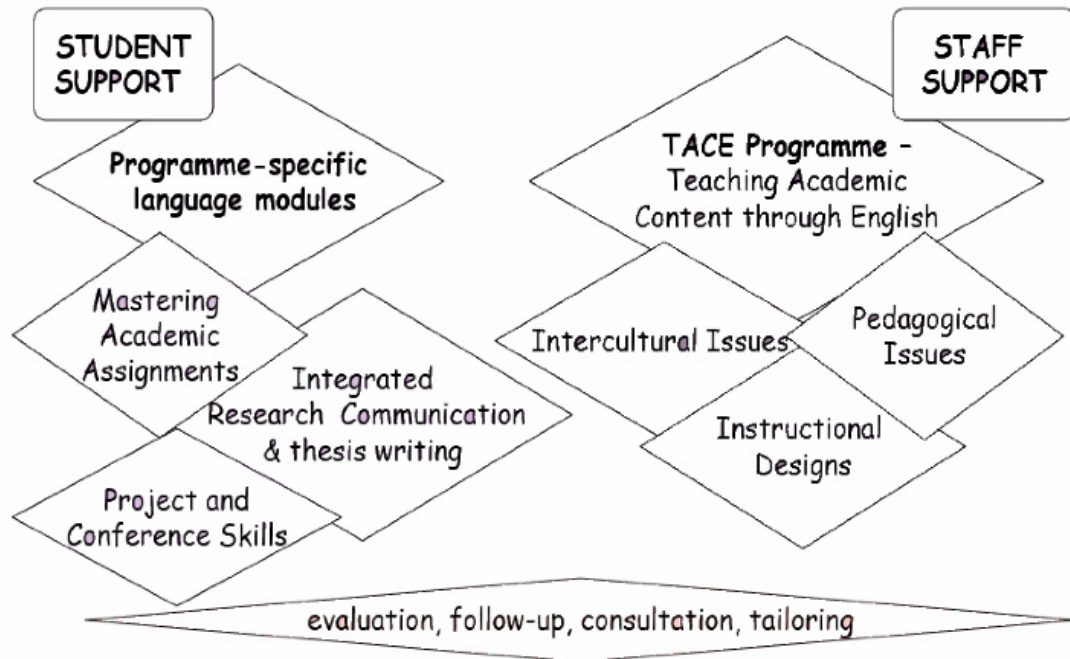 STUDENT
SUPPORT
Programme-specific
language modules
Mastering
Academic
Assignments
Integrated
Research Communication
& thesis writing
Project and
Conference Skills
STAFF
SUPPORT
TACE Programme –
Teaching Academic
Content through English
Intercultural Issues
Pedagogical
Issues
Instructional
Designs
evaluation, follow-up, consultation, tailoring